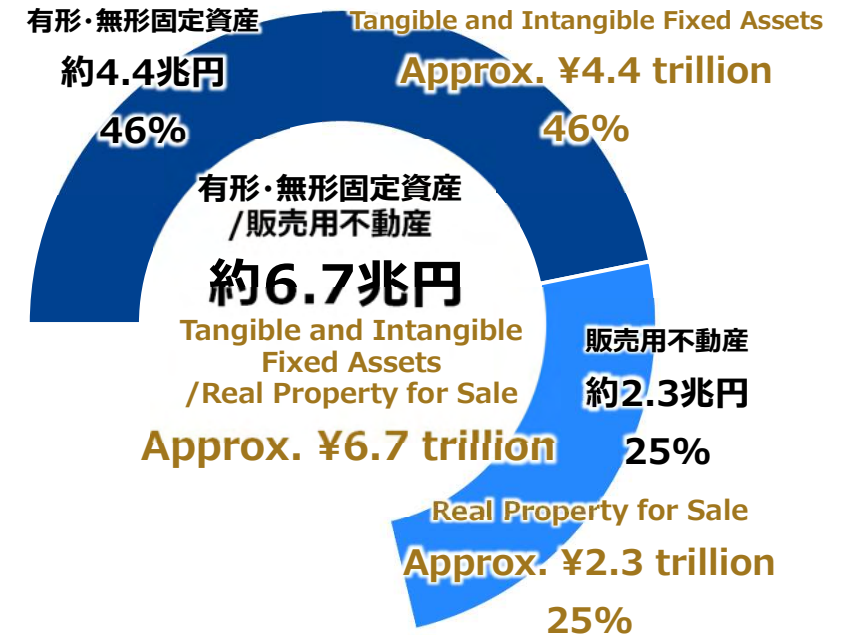 有形・無形固定資産
約4.4兆円
46%
Tangible and Intangible Fixed Assets
Approx. ¥4.4 trillion
46%
有形・無形固定資産
/販売用不動産
約6.7兆円
Tangible and Intangible
Fixed Assets
/Real Property for Sale
Approx. ¥6.7 trillion
販売用不動産
約2.3兆円
25%
Real Property for Sale
Approx. ¥2.3 trillion
25%